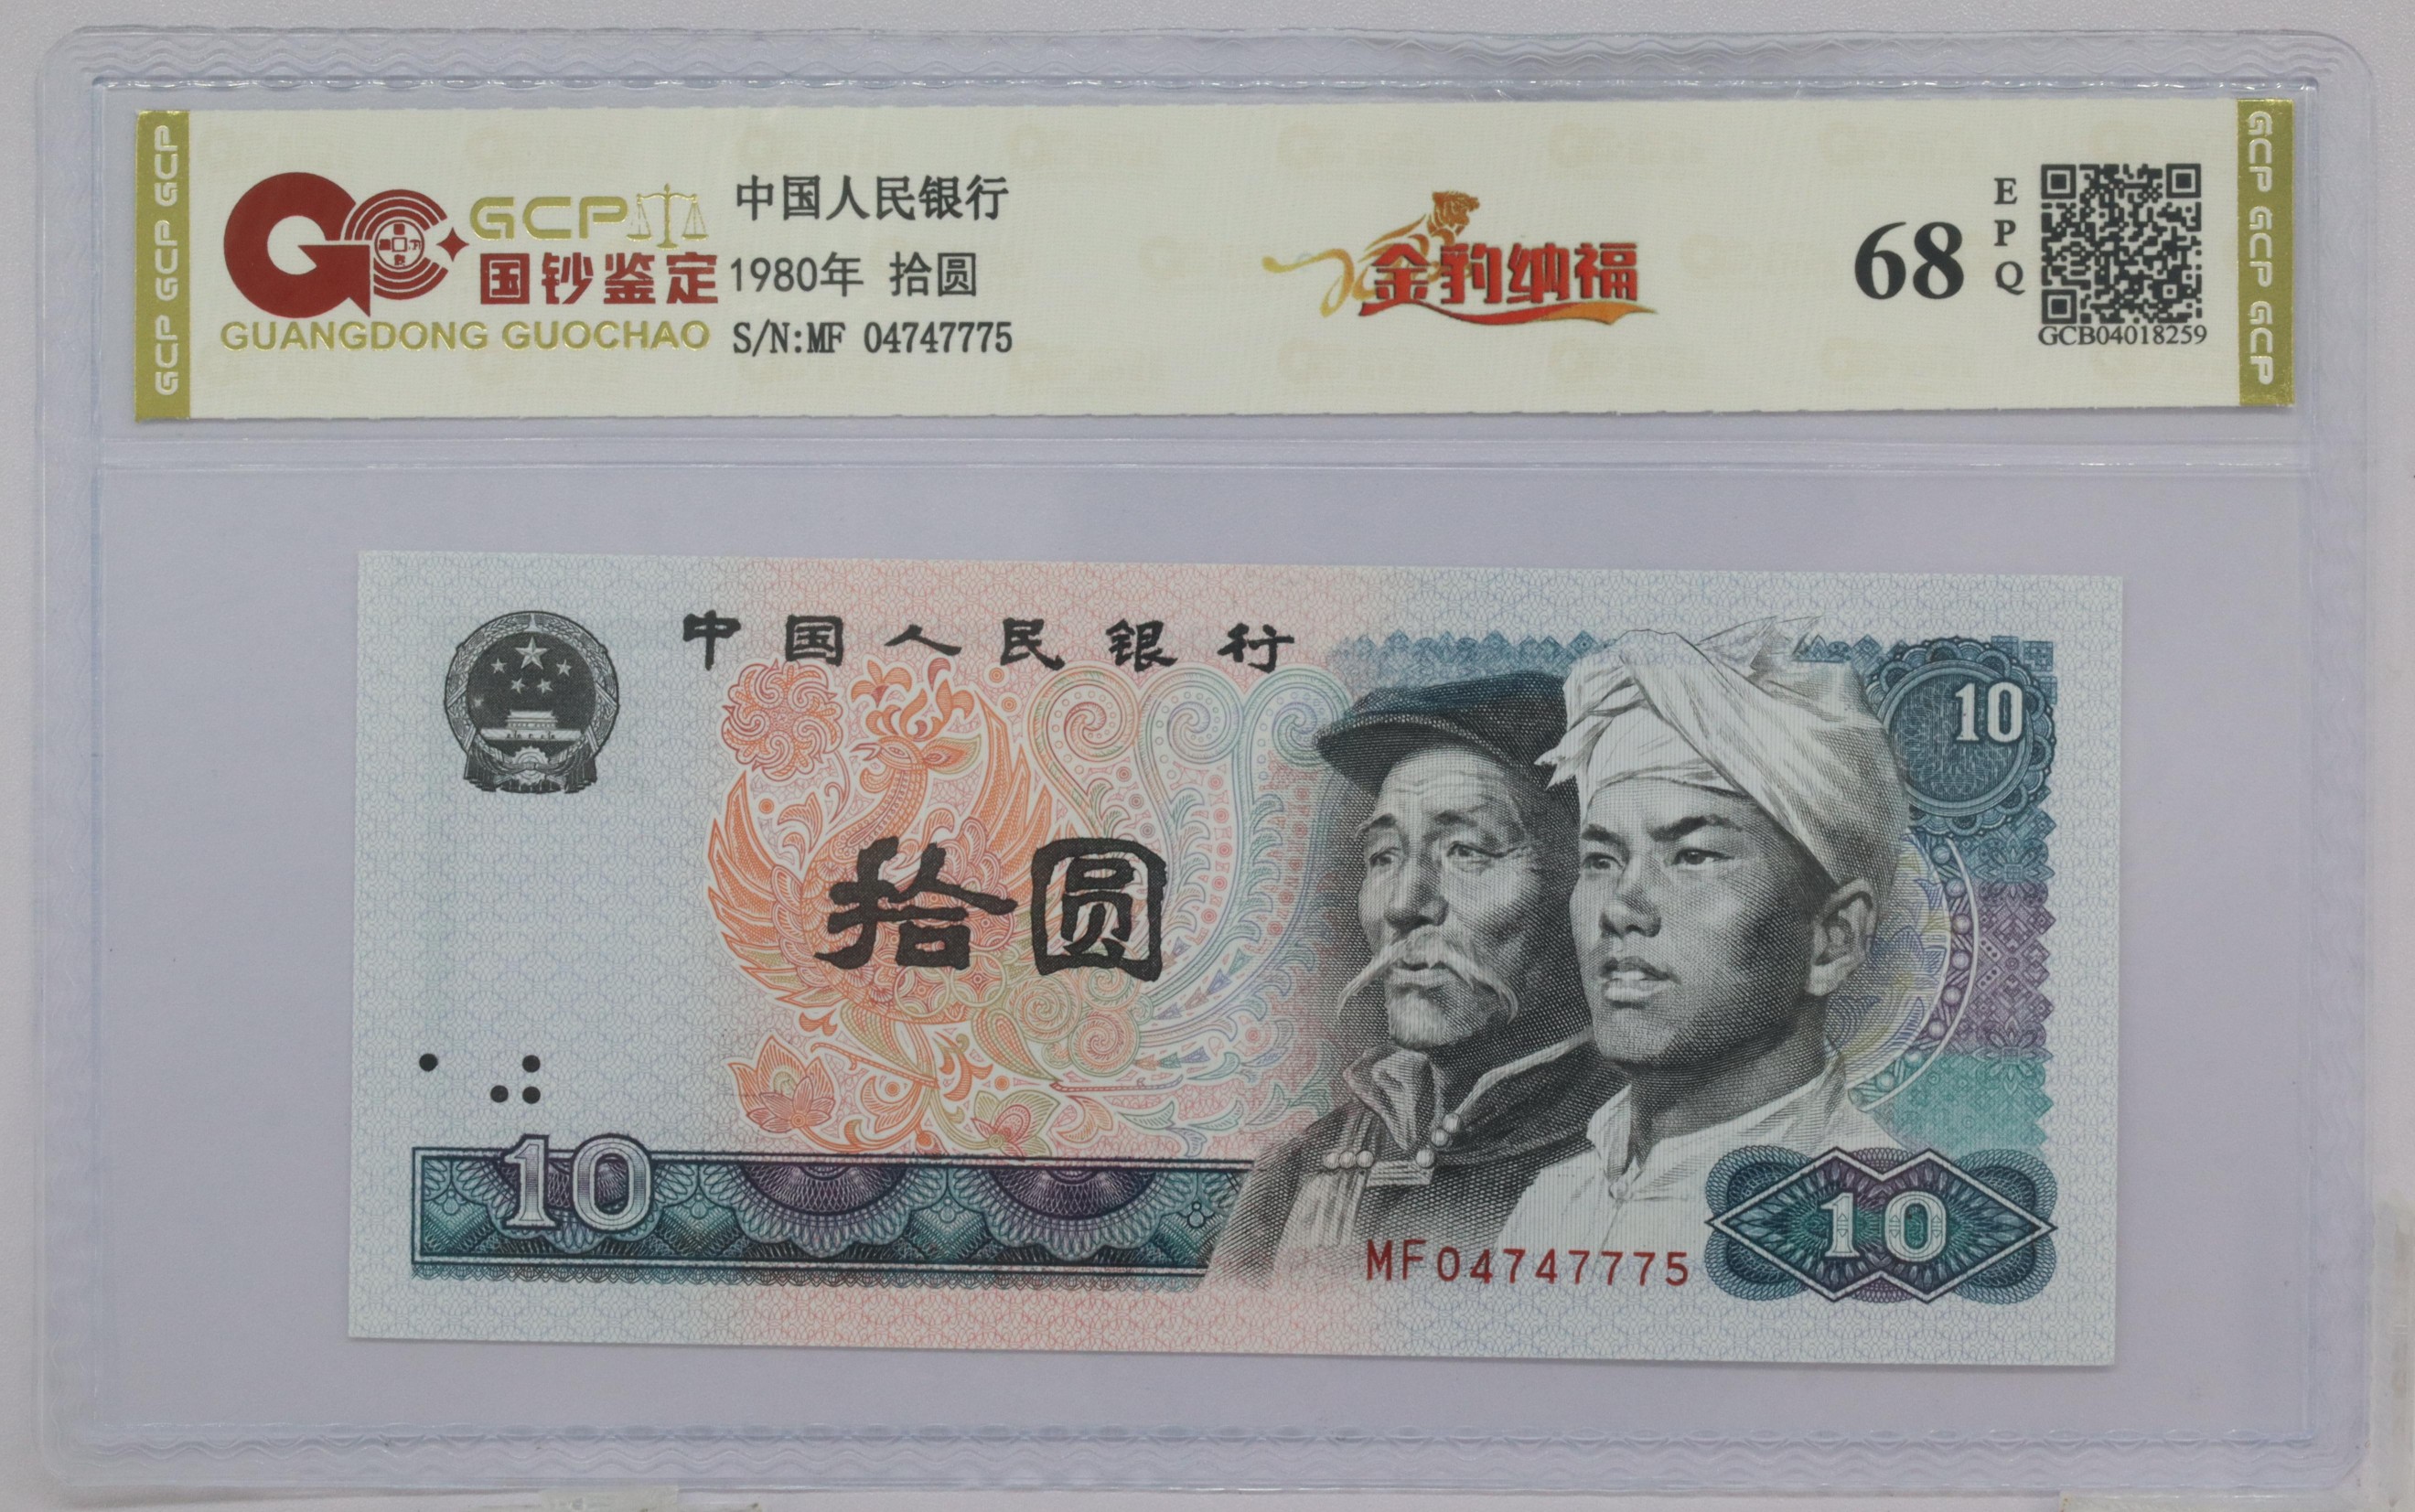 GCP GCP GCP
GCP
国钞鉴定
GUANGDONG GUOCHAO
中国人民银行
1980年 拾圆
S/N:MF 04747775
金豹纳福
68
EPQ
GCB04018259
GCP GCP GCP
中国人民银行
10
拾圆
10
MF04747775
10